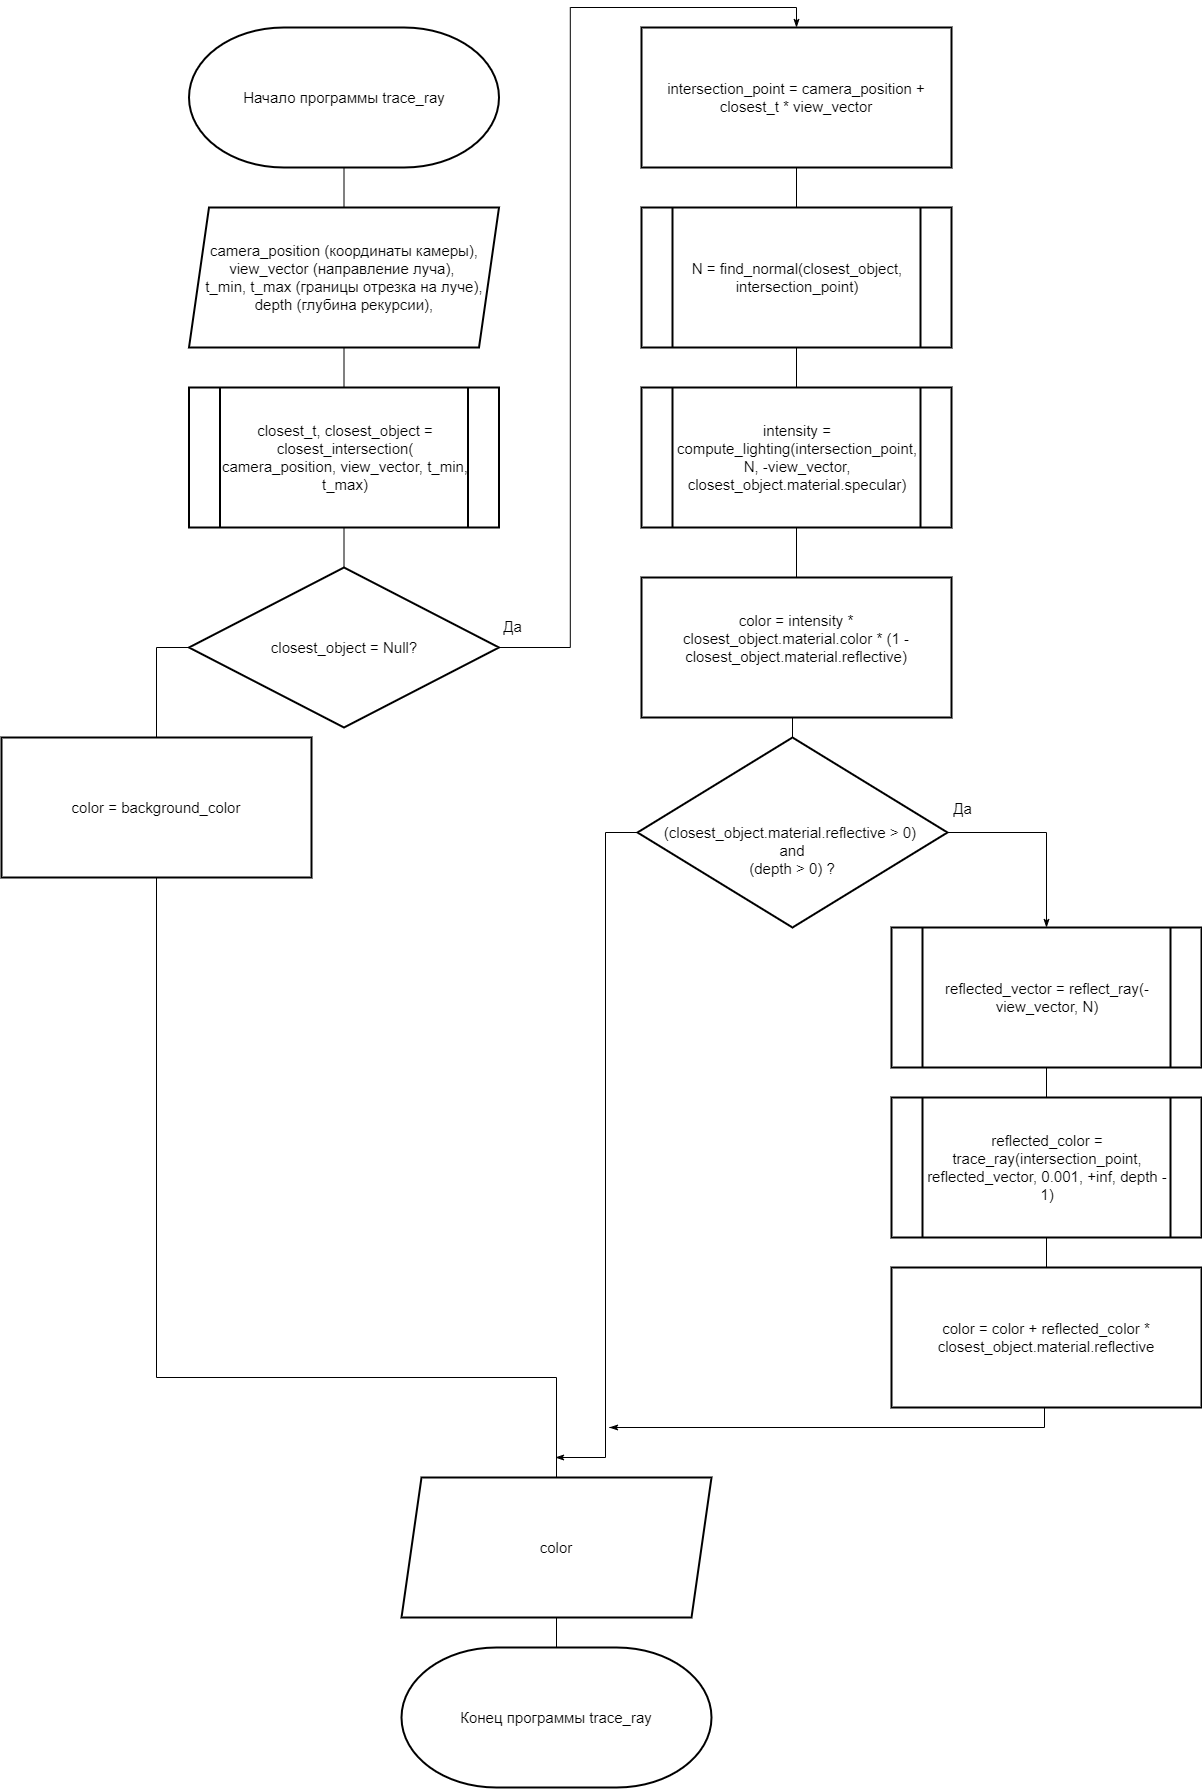 Начало программы trace_ray
camera_position (координаты камеры),
view_vector (направление луча),
t_min, t_max (границы отрезка на луче),
depth (глубина рекурсии),
closest_t, closest_object =
closest_intersection(
camera_position, view_vector, t_min,
t_max)
closest_object = Null?
Да
color = background_color
intersection_point = camera_position +
closest_t * view_vector
N = find_normal(closest_object,
intersection_point)
intensity =
compute_lighting(intersection_point,
N, -view_vector,
closest_object.material.specular)
color = intensity *
closest_object.material.color * (1 -
closest_object.material.reflective)
(closest_object.material.reflective > 0)
and
(depth > 0) ?
Да
reflected_vector = reflect_ray(-
view_vector, N)
reflected_color =
trace_ray(intersection_point,
reflected_vector, 0.001, +inf, depth -
1)
color = color + reflected_color *
closest_object.material.reflective
color
Конец программы trace_ray